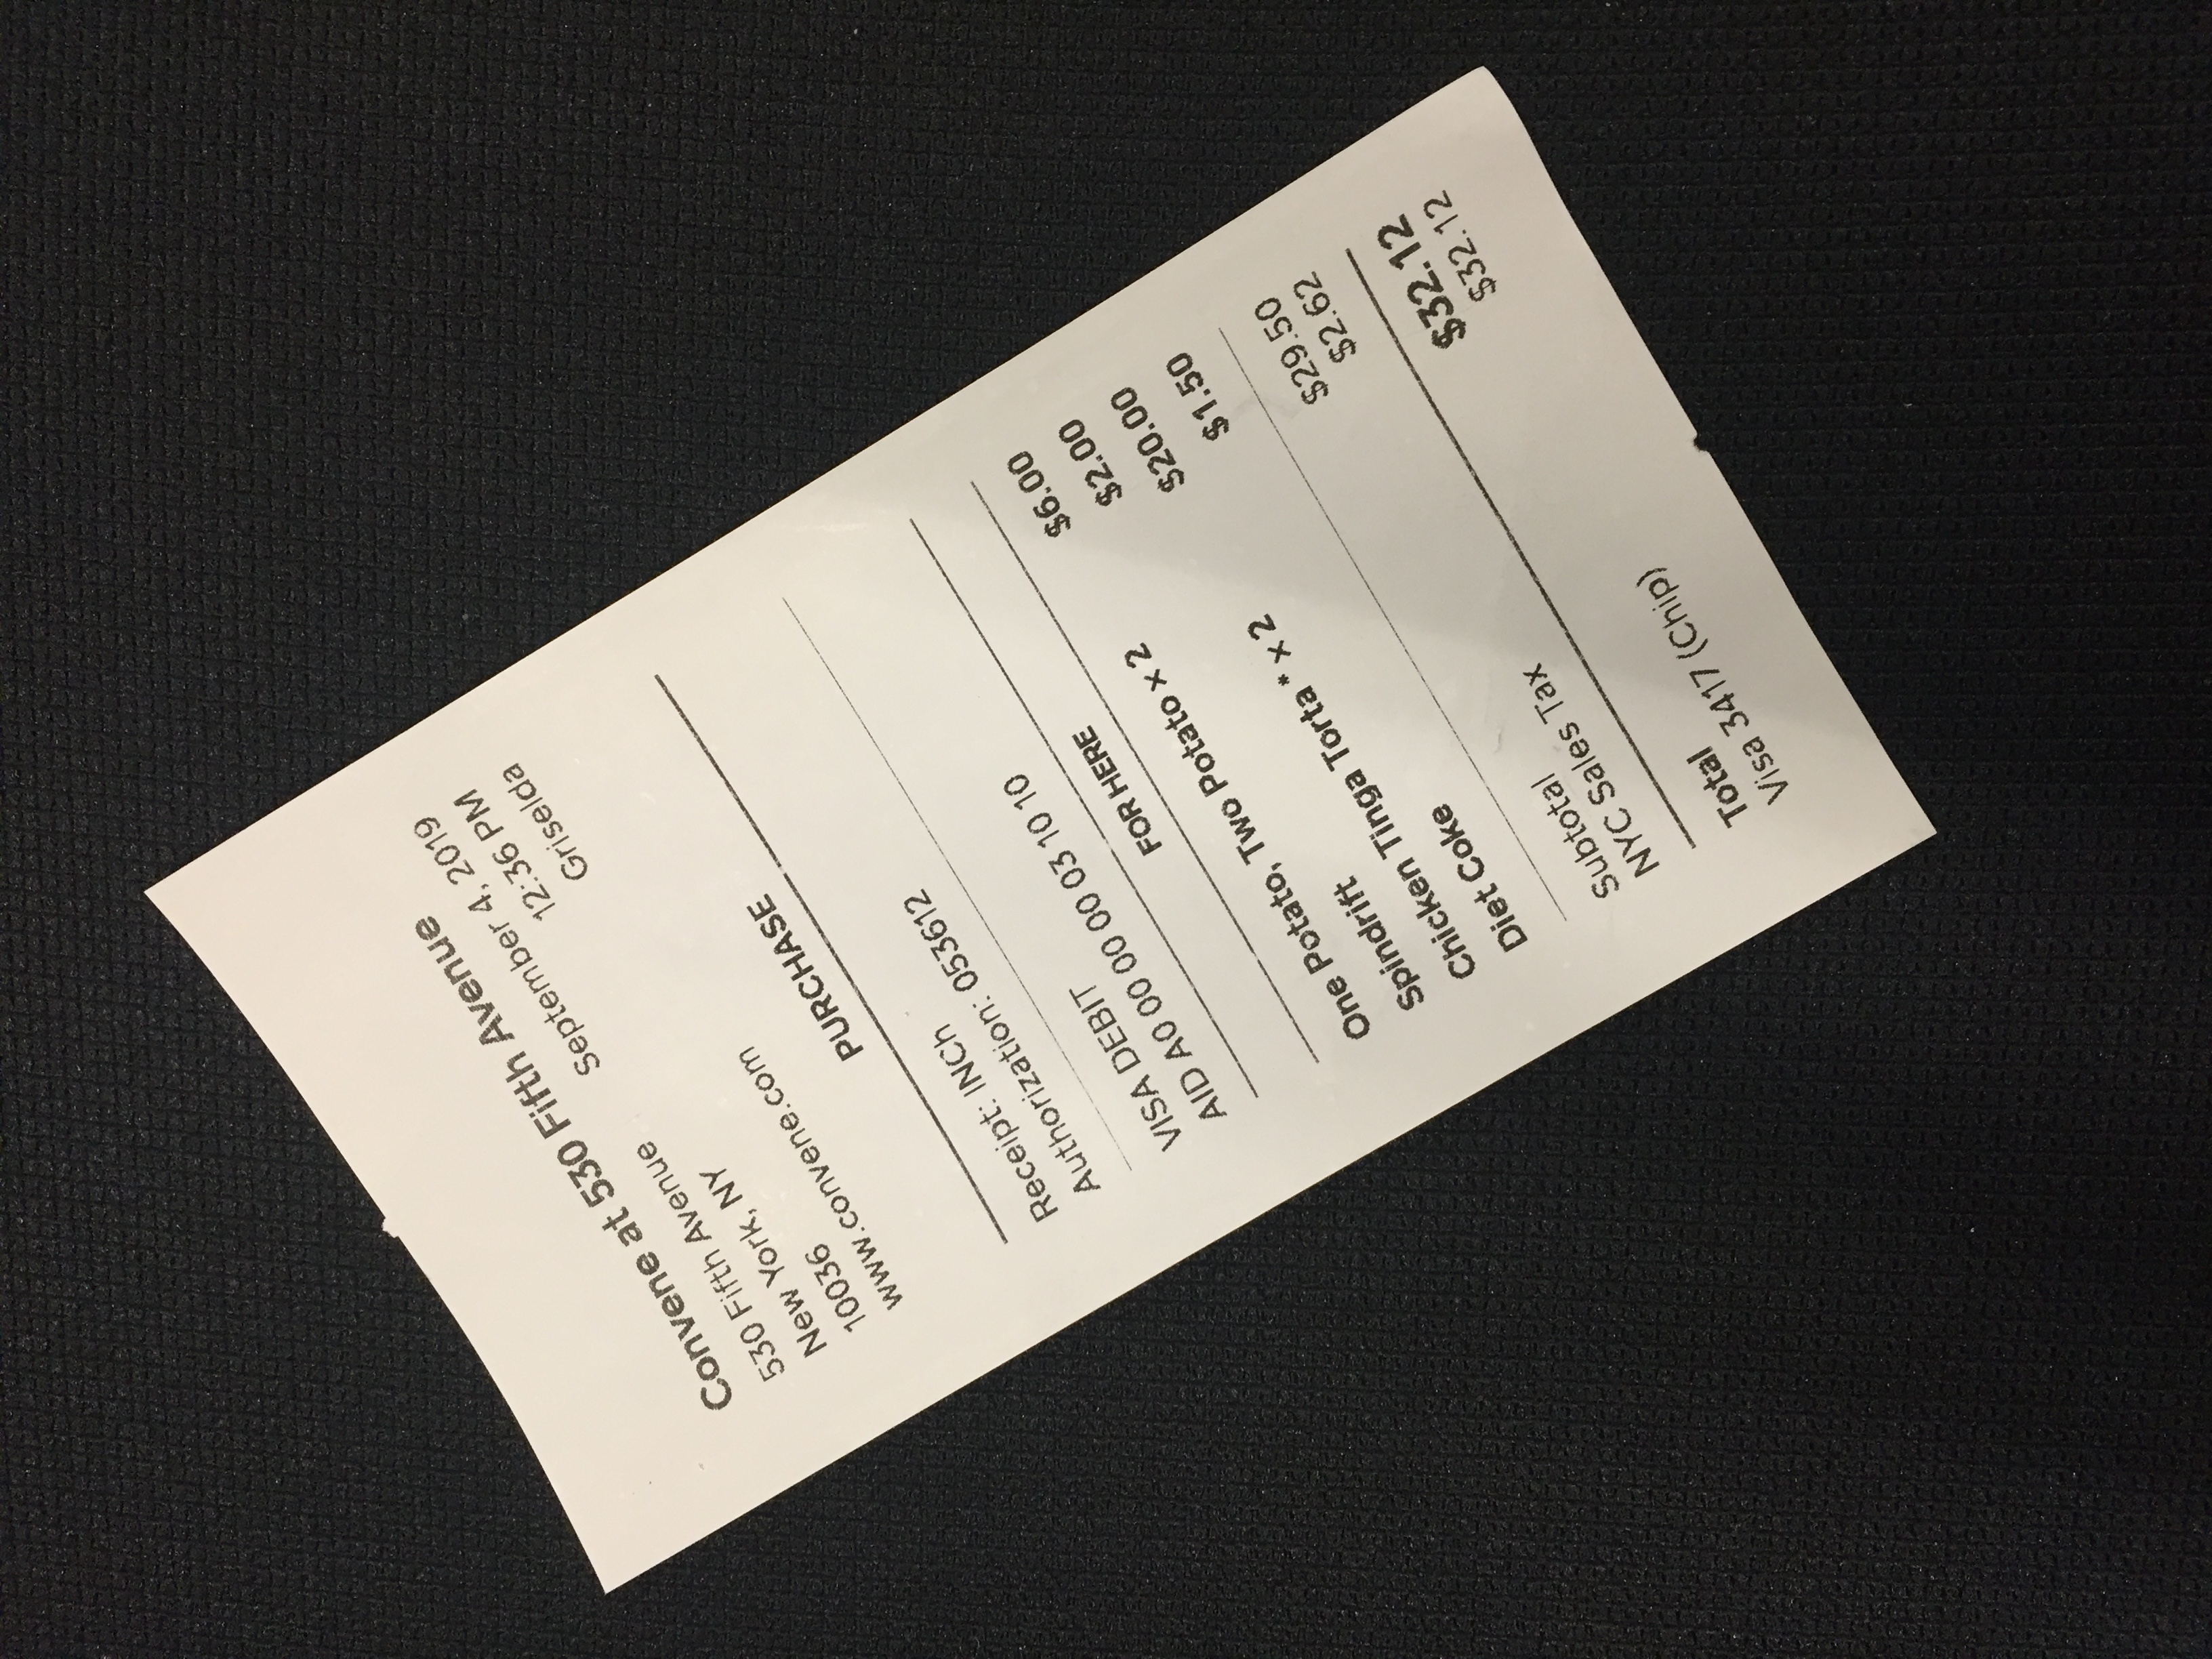 Convene at 530 Fifth Avenue
530 Fifth Avenue September 4, 2019
New York, NY 12:36 PM
10036 Griselda
www.convene.com
PURCHASE
Receipt: INCh
Authorization: 053612
VISA DEBIT
AID A0 00 00 00 03 10 10
FOR HERE
One Potato, Two Potato x 2 $6.00
Spindrift $2.00
Chicken Tinga Torta * x 2 $20.00
Diet Coke $1.50
Subtotal $29.50
NYC Sales Tax $2.62
Total $32.12
Visa 3417 (Chip) $32.12